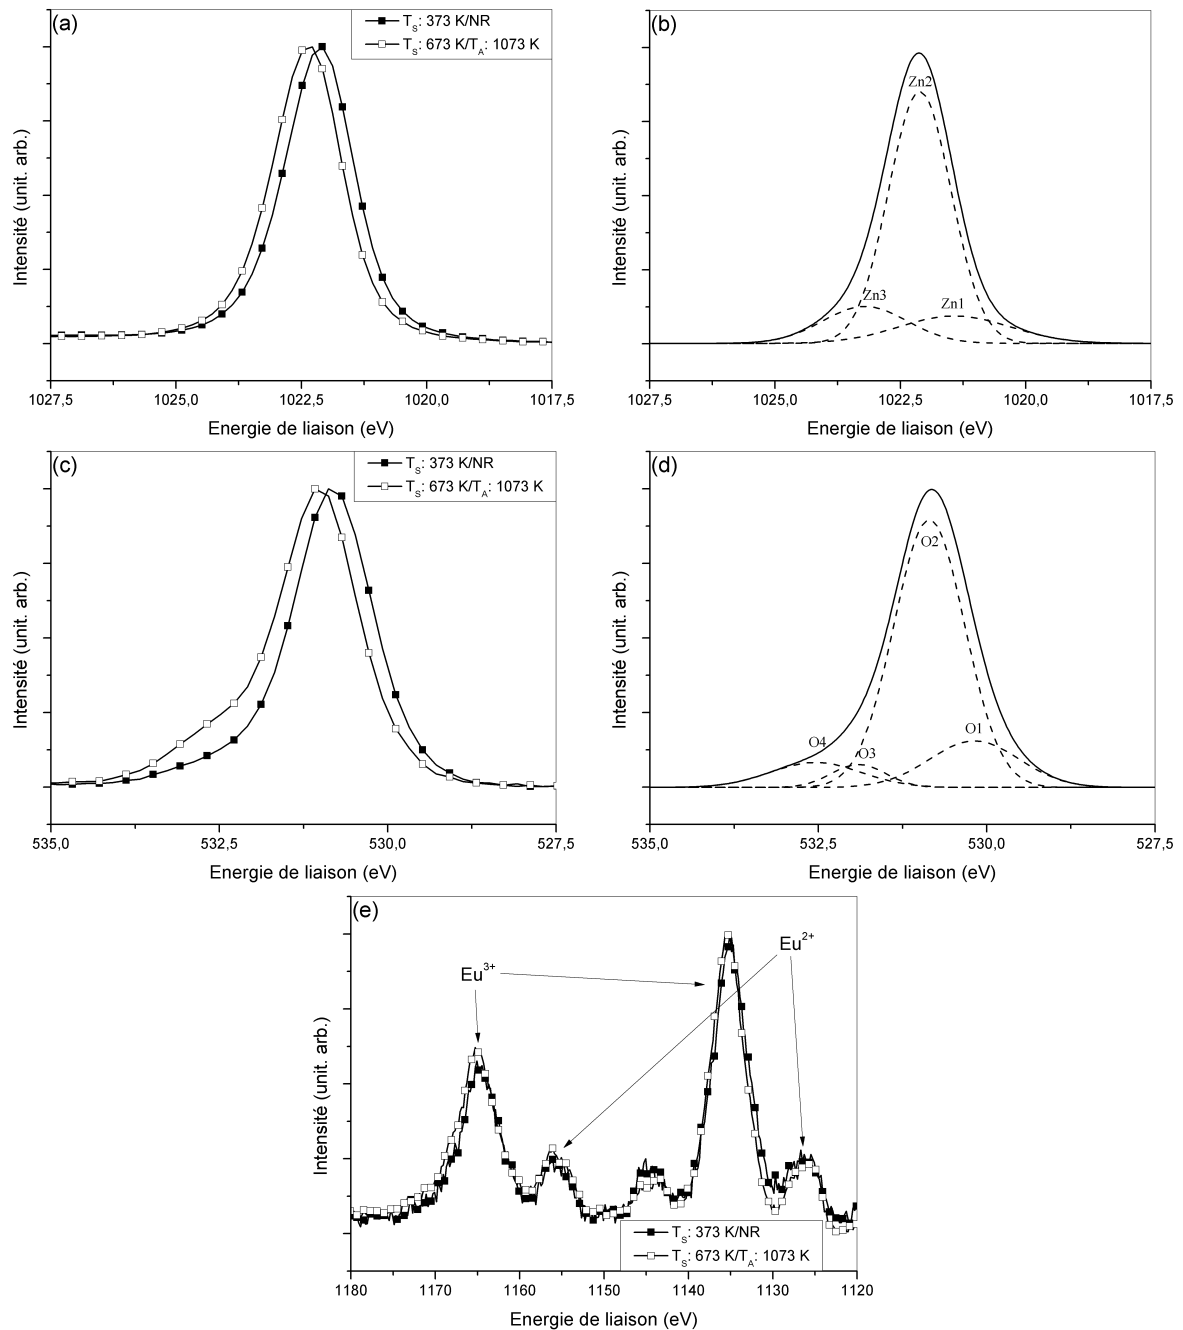 (a)
T_S: 373 K/NR
T_S: 673 K/T_A: 1073 K
Intensité (unit. arb.)
1027,5 1025,0 1022,5 1020,0 1017,5
Energie de liaison (eV)
(b)
Zn2
Zn3
Zn1
Intensité (unit. arb.)
1027,5 1025,0 1022,5 1020,0 1017,5
Energie de liaison (eV)
(c)
T_S: 373 K/NR
T_S: 673 K/T_A: 1073 K
Intensité (unit. arb.)
535,0 532,5 530,0 527,5
Energie de liaison (eV)
(d)
O2
O1
O4
O3
Intensité (unit. arb.)
535,0 532,5 530,0 527,5
Energie de liaison (eV)
(e)
Eu²⁺
Eu³⁺
Intensité (unit. arb.)
T_S: 373 K/NR
T_S: 673 K/T_A: 1073 K
1180 1170 1160 1150 1140 1130 1120
Energie de liaison (eV)